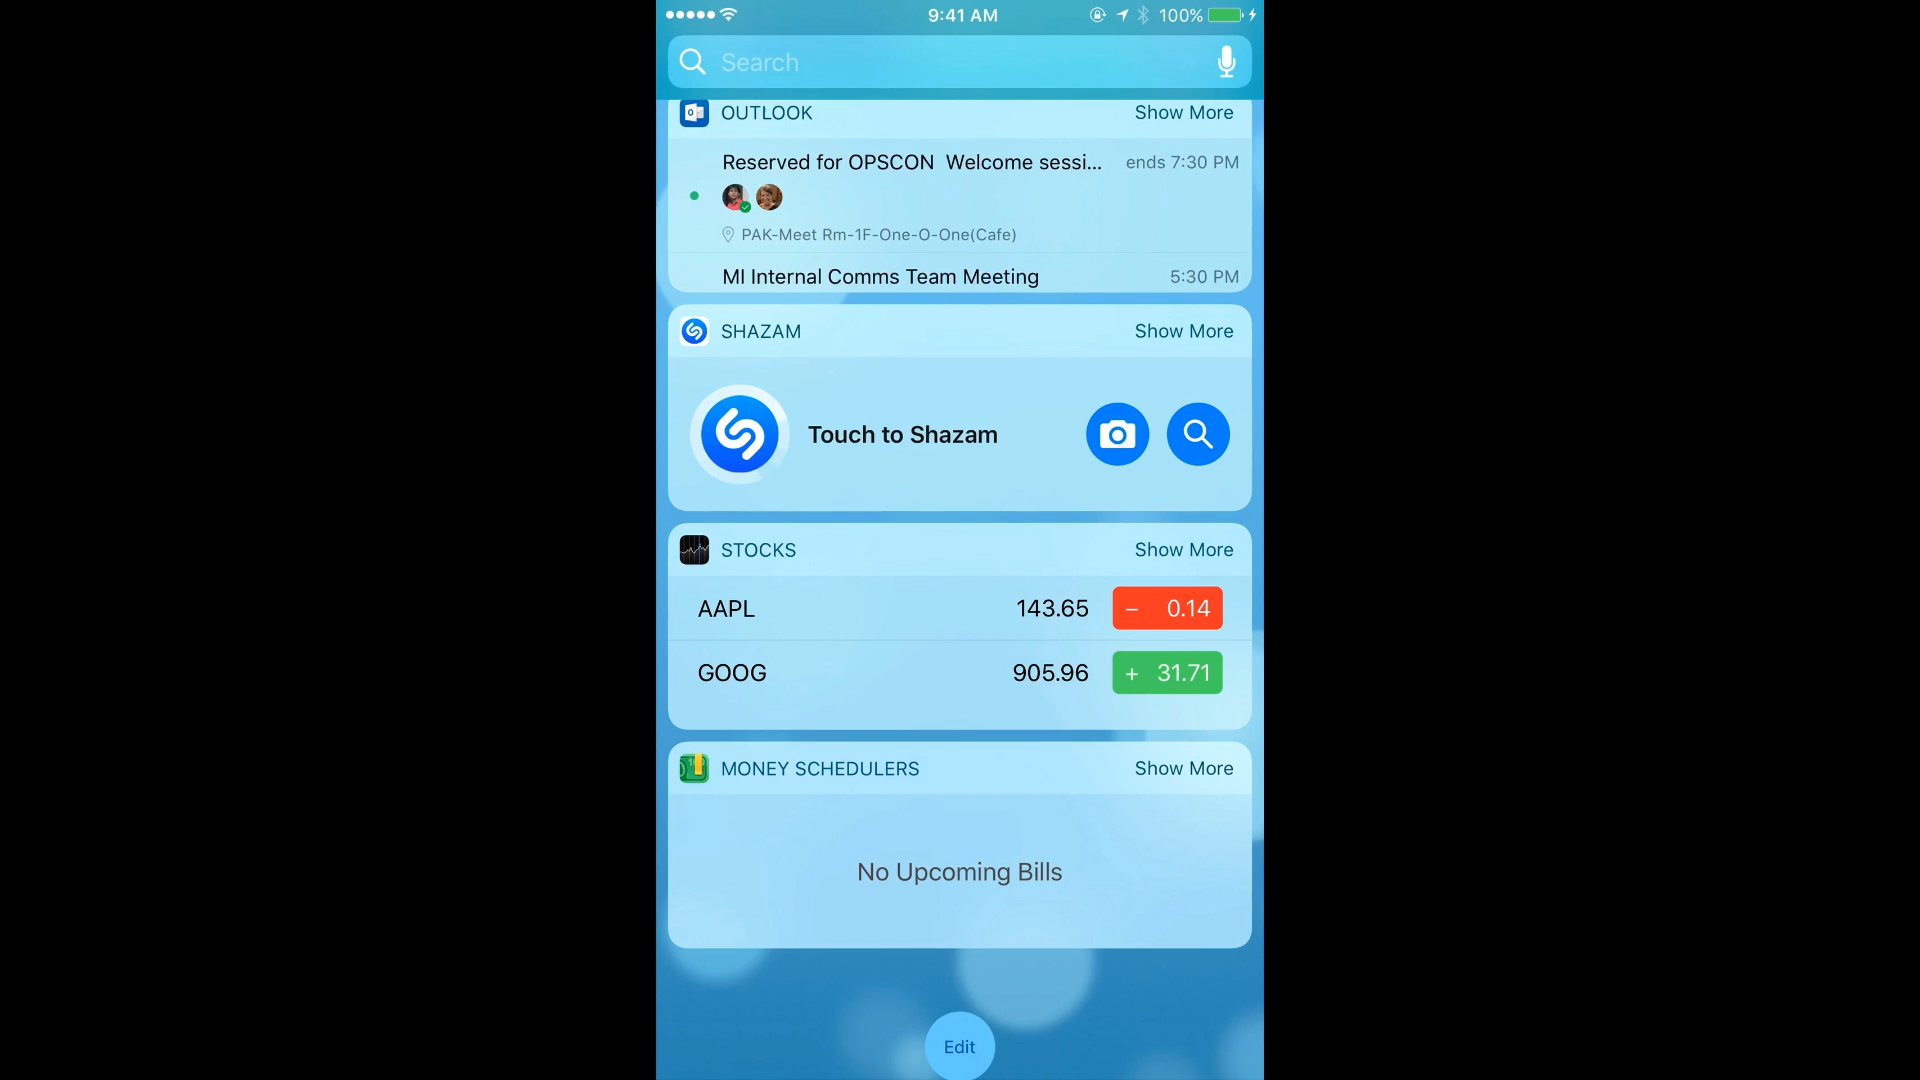 9:41 AM 100%
Search
OUTLOOK Show More
Reserved for OPSCON Welcome sessi... ends 7:30 PM
PAK-Meet Rm-1F-One-O-One(Cafe)
MI Internal Comms Team Meeting 5:30 PM
SHAZAM Show More
Touch to Shazam
STOCKS Show More
AAPL 143.65 − 0.14
GOOG 905.96 + 31.71
MONEY SCHEDULERS Show More
No Upcoming Bills
Edit